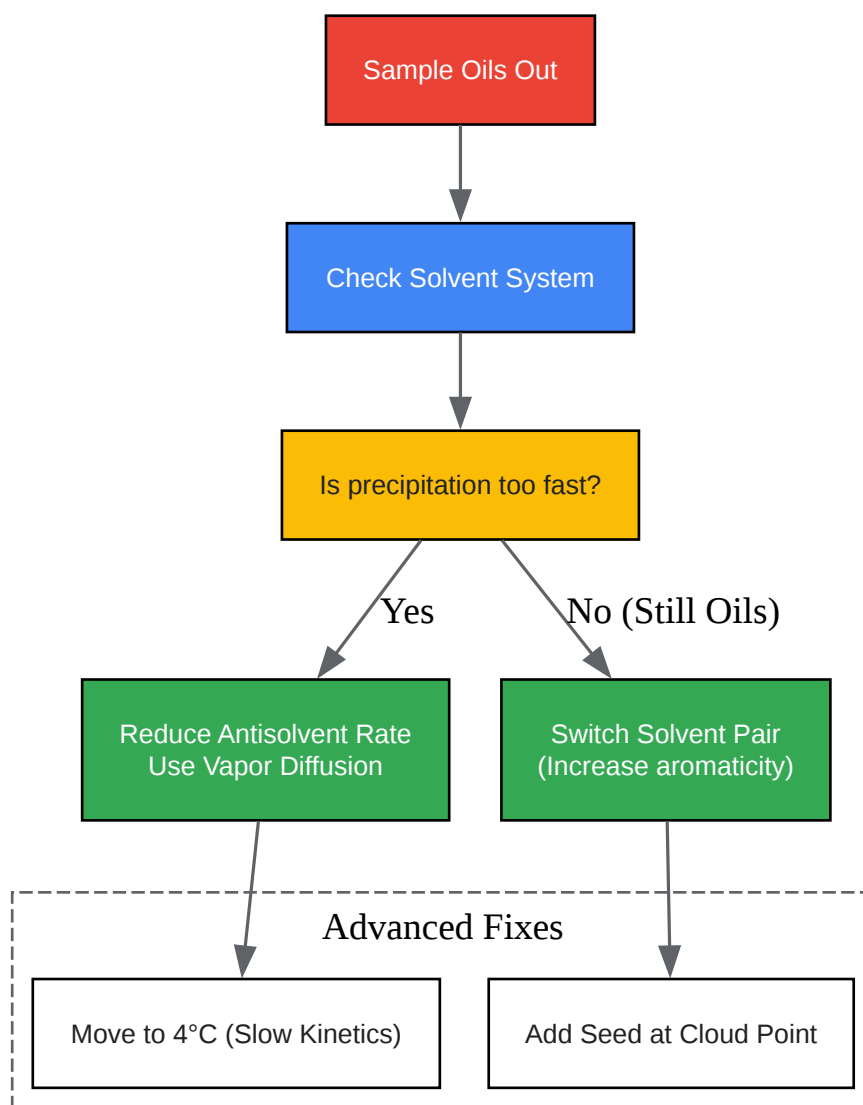 Sample Oils Out
Check Solvent System
Is precipitation too fast?
Yes
No (Still Oils)
Reduce Antisolvent Rate
Use Vapor Diffusion
Switch Solvent Pair
(Increase aromaticity)
Advanced Fixes
Move to 4°C (Slow Kinetics)
Add Seed at Cloud Point